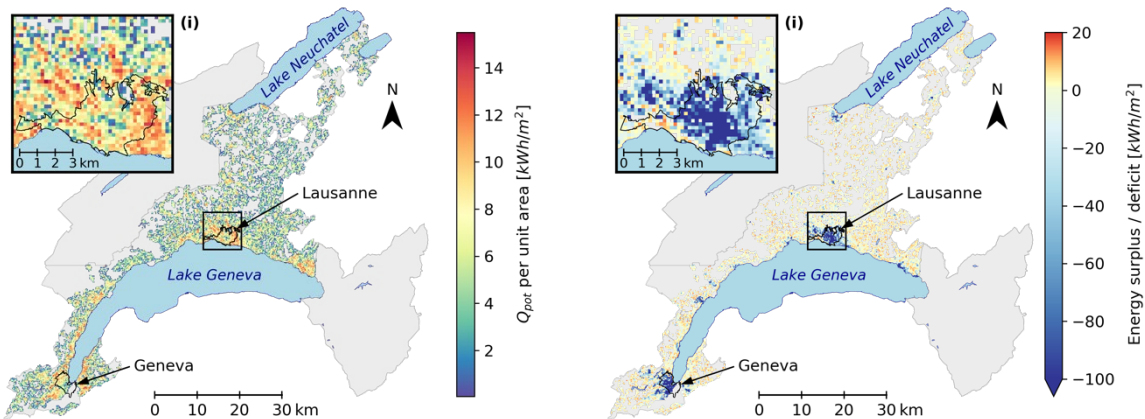 (i)
Lake Neuchatel
N
0 1 2 3 km
Lausanne
Lake Geneva
Geneva
0 10 20 30 km
14
12
10
8
6
4
2
Qpot per unit area [kWh/m²]
(i)
Lake Neuchatel
N
0 1 2 3 km
Lausanne
Lake Geneva
Geneva
0 10 20 30 km
20
0
−20
−40
−60
−80
−100
Energy surplus / deficit [kWh/m²]